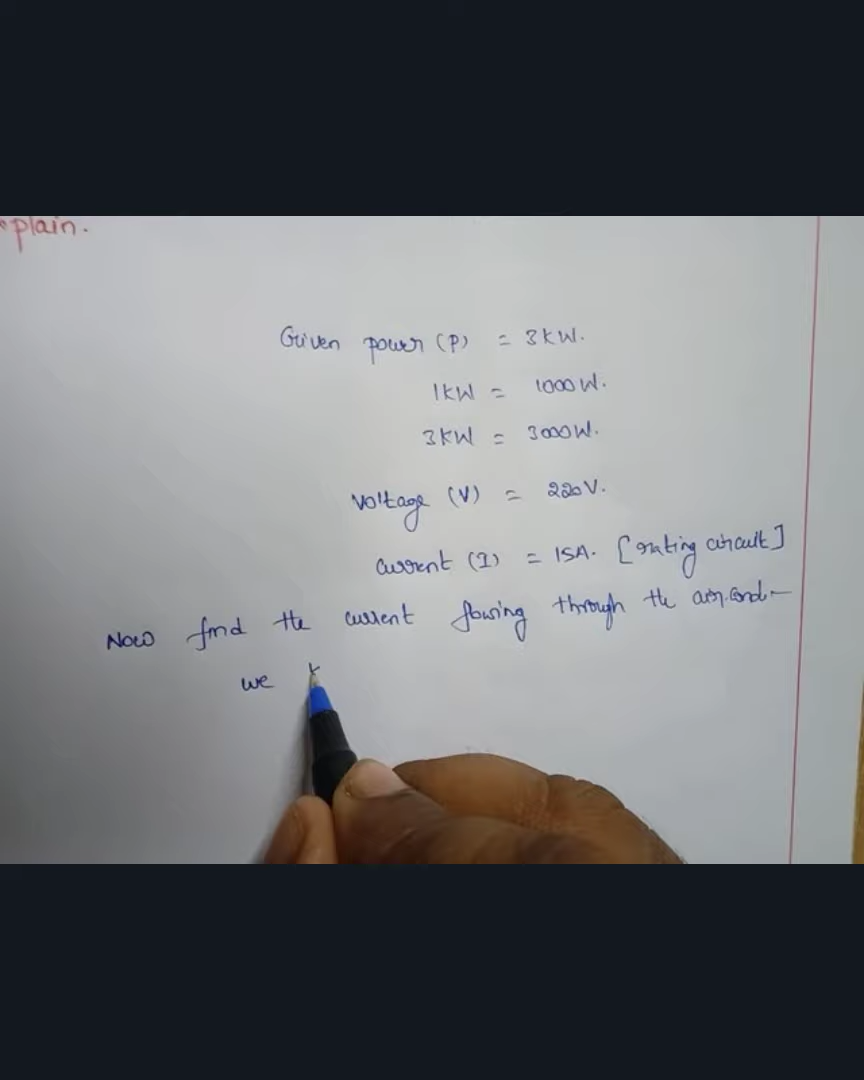 plain.
Given power (P) = 3KW.
1KW = 1000W.
3KW = 3000W.
Voltage (V) = 220V.
current (I) = 15A. [rating circuit]
Now find the current flowing through the air.cond-
we k